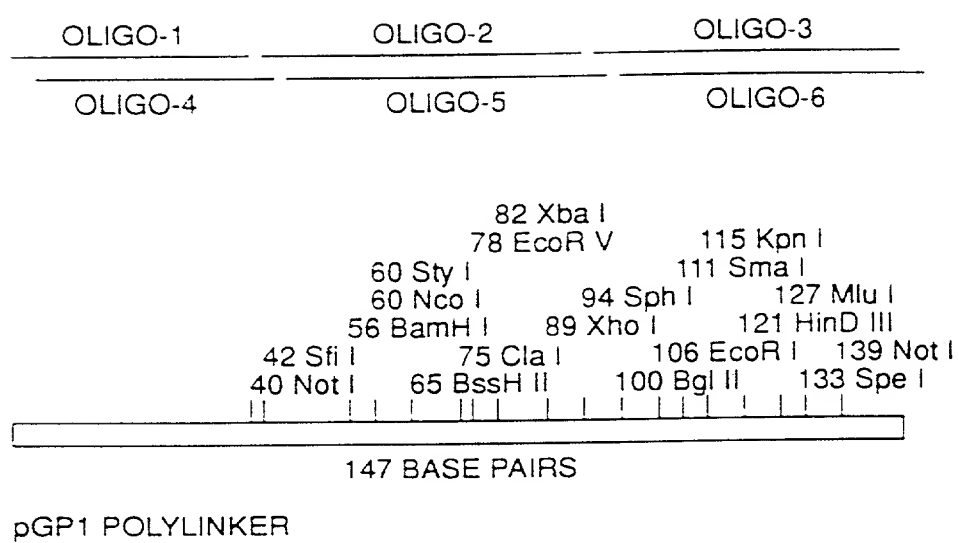 OLIGO-1 OLIGO-2 OLIGO-3
OLIGO-4 OLIGO-5 OLIGO-6
82 Xba I
78 EcoR V 115 Kpn I
60 Sty I 111 Sma I
60 Nco I 94 Sph I 127 Mlu I
56 BamH I 89 Xho I 121 HinD III
42 Sfi I 75 Cla I 106 EcoR I 139 Not I
40 Not I 65 BssH II 100 Bgl II 133 Spe I
147 BASE PAIRS
pGP1 POLYLINKER